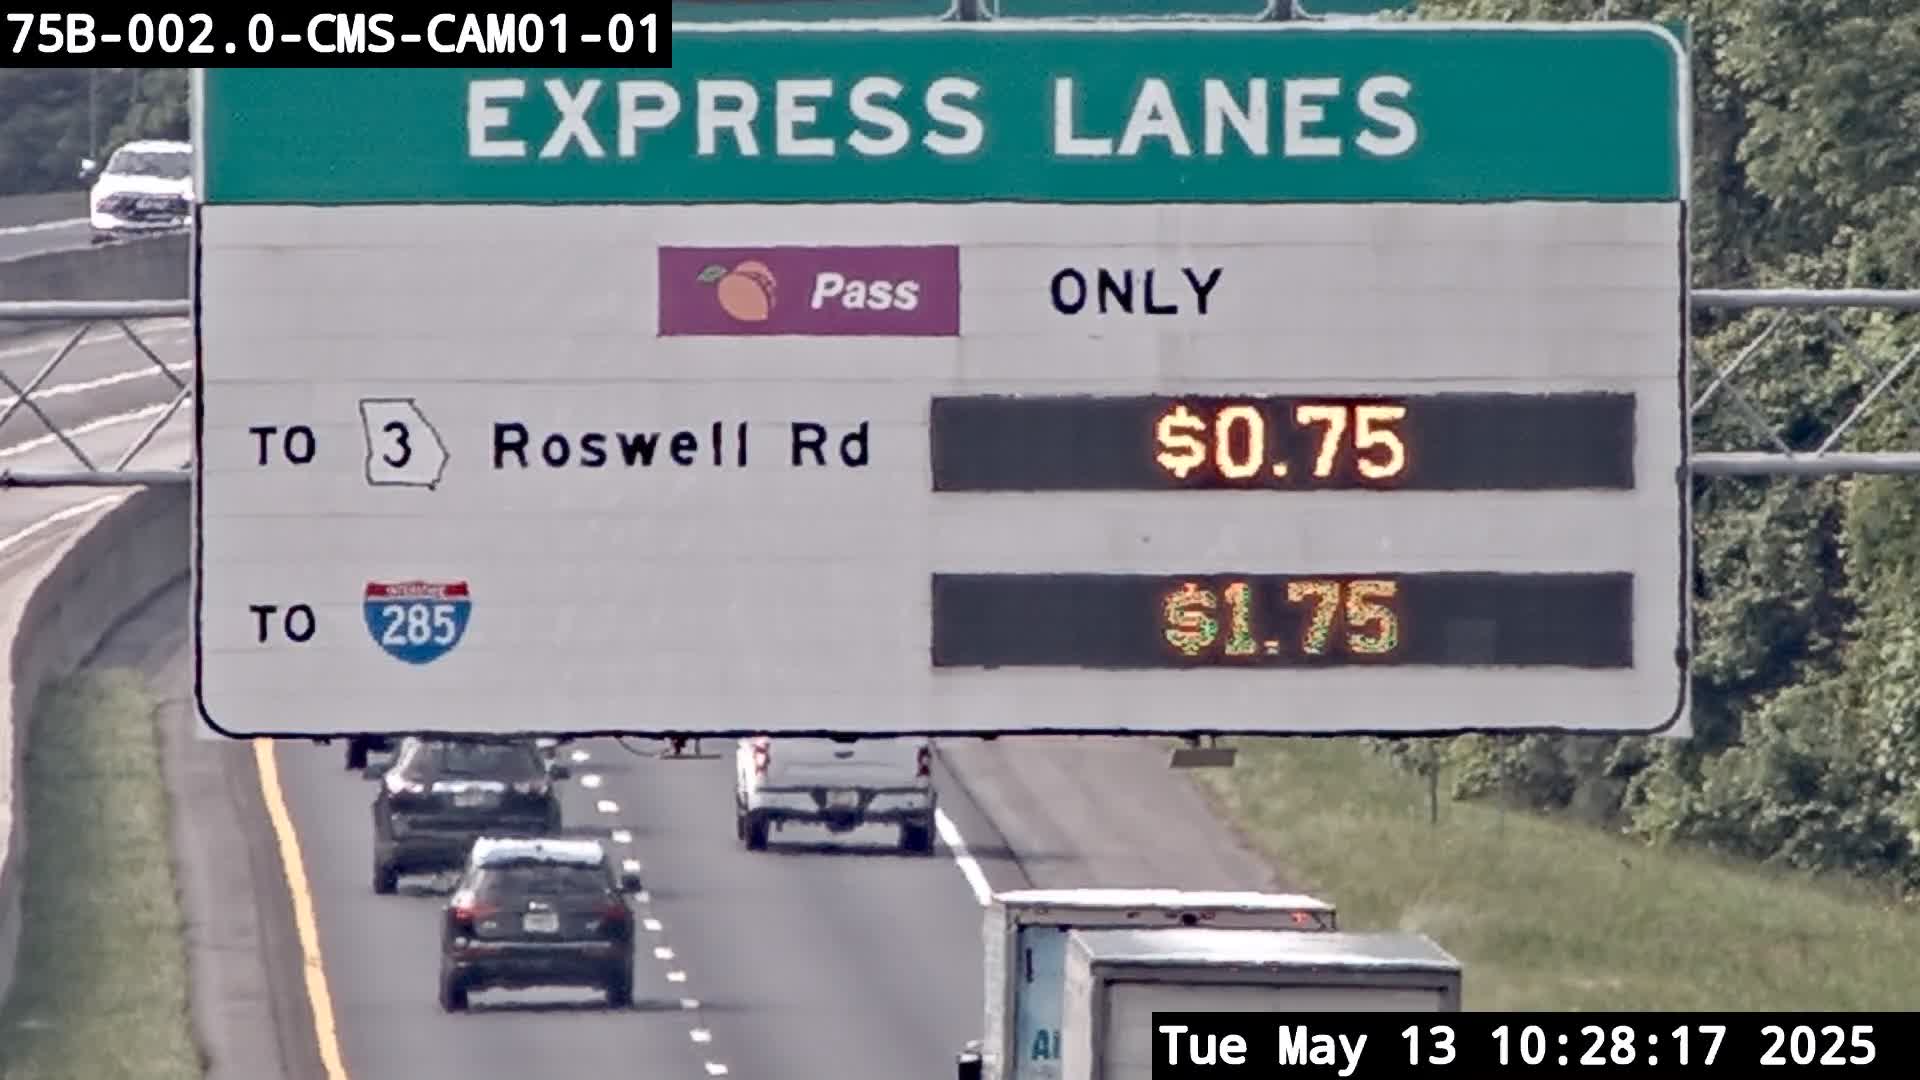 75B-002.0-CMS-CAM01-01
EXPRESS LANES
Pass ONLY
TO 3 Roswell Rd $0.75
TO INTERSTATE 285 $1.75
Tue May 13 10:28:17 2025